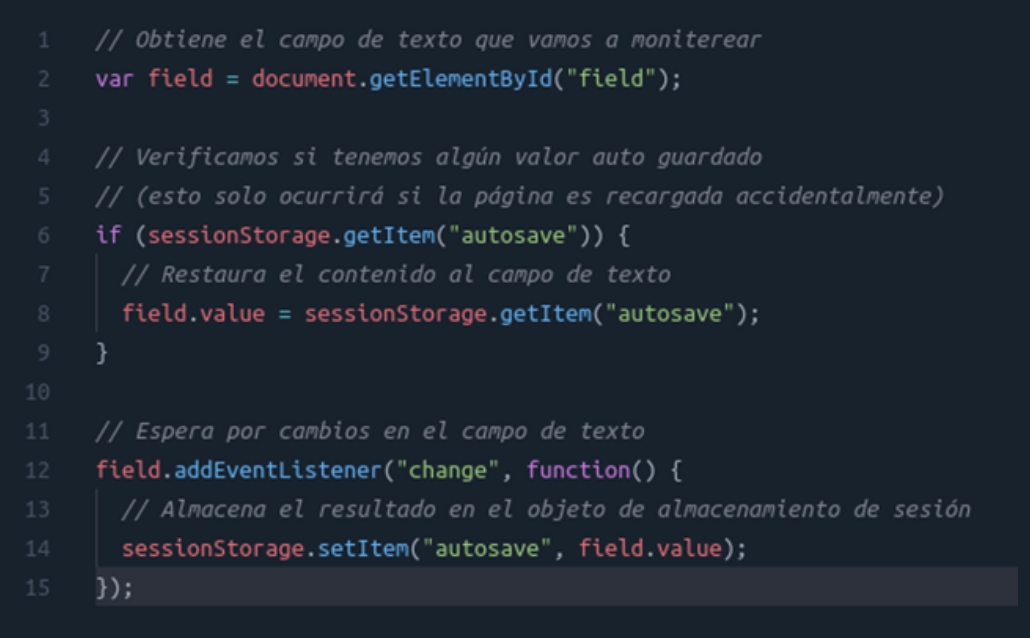 1 // Obtiene el campo de texto que vamos a moniterear
2 var field = document.getElementById("field");
3
4 // Verificamos si tenemos algún valor auto guardado
5 // (esto solo ocurrirá si la página es recargada accidentalmente)
6 if (sessionStorage.getItem("autosave")) {
7   // Restaura el contenido al campo de texto
8   field.value = sessionStorage.getItem("autosave");
9 }
10
11 // Espera por cambios en el campo de texto
12 field.addEventListener("change", function() {
13   // Almacena el resultado en el objeto de almacenamiento de sesión
14   sessionStorage.setItem("autosave", field.value);
15 });